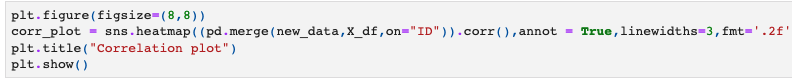 plt.figure(figsize=(8,8))
corr_plot = sns.heatmap((pd.merge(new_data,X_df,on="ID")).corr(),annot = True,linewidths=3,fmt='.2f'
plt.title("Correlation plot")
plt.show()